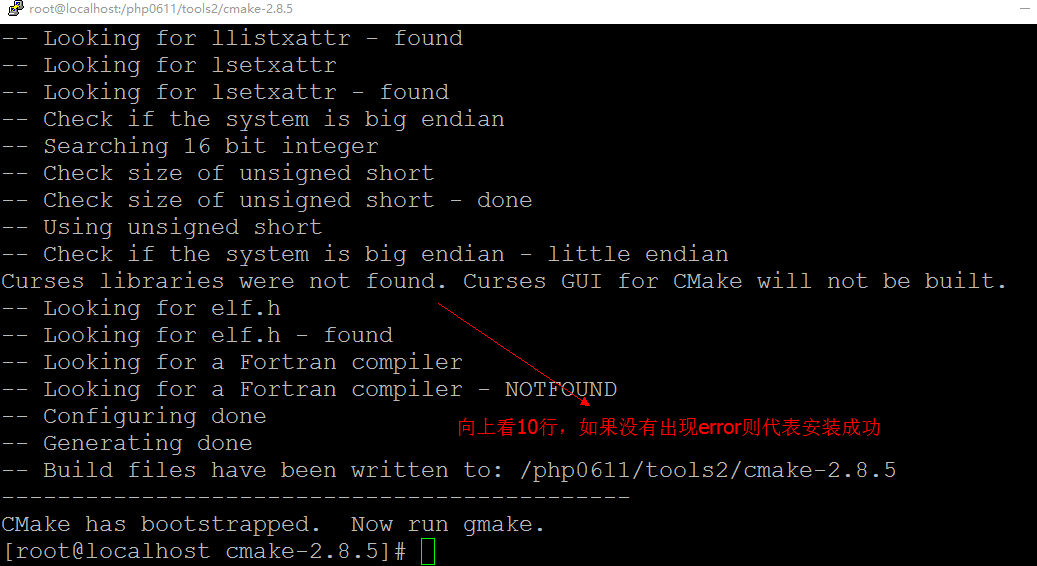 root@localhost:/php0611/tools2/cmake-2.8.5
-- Looking for llistxattr - found
-- Looking for lsetxattr
-- Looking for lsetxattr - found
-- Check if the system is big endian
-- Searching 16 bit integer
-- Check size of unsigned short
-- Check size of unsigned short - done
-- Using unsigned short
-- Check if the system is big endian - little endian
Curses libraries were not found. Curses GUI for CMake will not be built.
-- Looking for elf.h
-- Looking for elf.h - found
-- Looking for a Fortran compiler
-- Looking for a Fortran compiler - NOTFOUND
-- Configuring done
向上看10行，如果没有出现error则代表安装成功
-- Generating done
-- Build files have been written to: /php0611/tools2/cmake-2.8.5
---------------------------------------------
CMake has bootstrapped.  Now run gmake.
[root@localhost cmake-2.8.5]#